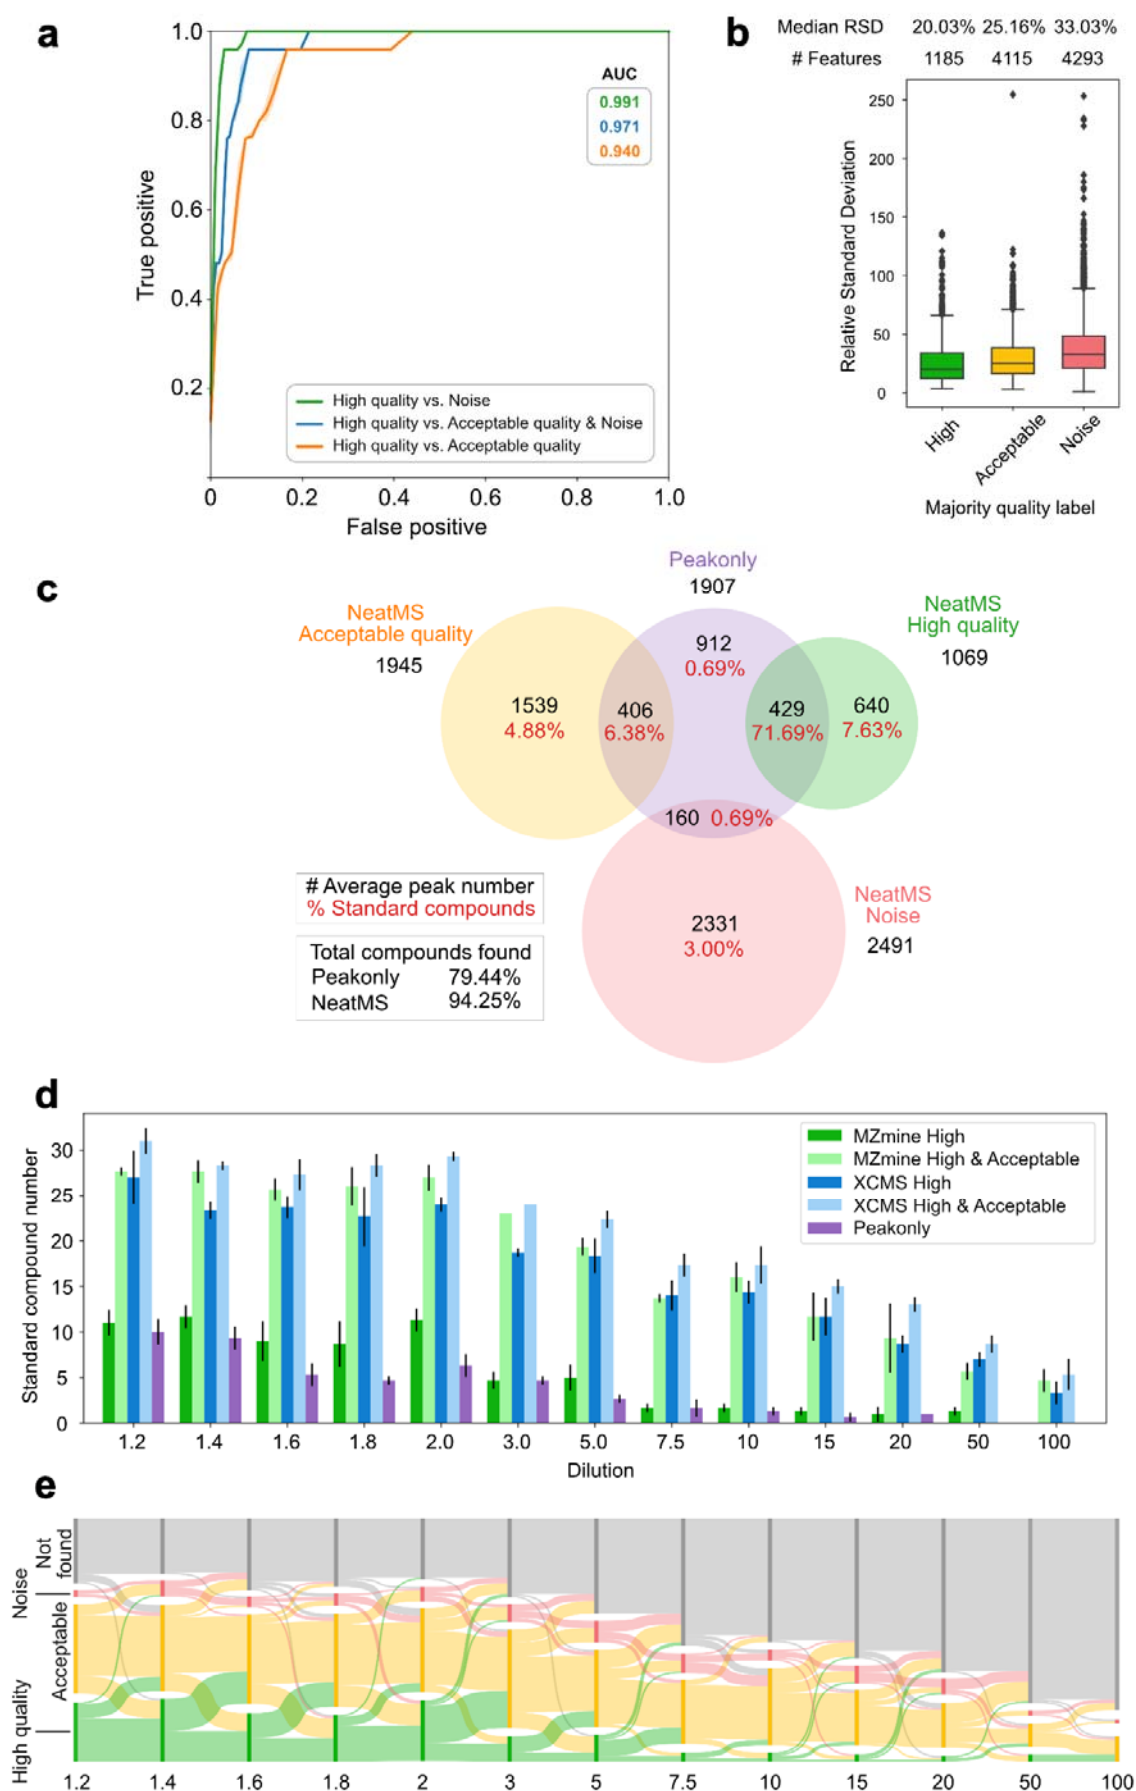 a
1.0
0.8
0.6
0.4
0.2
0
0.2
0.4
0.6
0.8
1.0
True positive
False positive
AUC
0.991
0.971
0.940
High quality vs. Noise
High quality vs. Acceptable quality & Noise
High quality vs. Acceptable quality
b
Median RSD 20.03% 25.16% 33.03%
# Features 1185 4115 4293
250
200
150
100
50
0
Relative Standard Deviation
High
Acceptable
Noise
Majority quality label
c
Peakonly
1907
NeatMS
Acceptable quality
1945
NeatMS
High quality
1069
912
0.69%
1539
4.88%
406
6.38%
429
71.69%
640
7.63%
160 0.69%
2331
3.00%
NeatMS
Noise
2491
# Average peak number
% Standard compounds
Total compounds found
Peakonly 79.44%
NeatMS 94.25%
d
Standard compound number
30
25
20
15
10
5
0
MZmine High
MZmine High & Acceptable
XCMS High
XCMS High & Acceptable
Peakonly
1.2 1.4 1.6 1.8 2.0 3.0 5.0 7.5 10 15 20 50 100
Dilution
e
Not
found
Noise
Acceptable
High quality
1.2 1.4 1.6 1.8 2 3 5 7.5 10 15 20 50 100